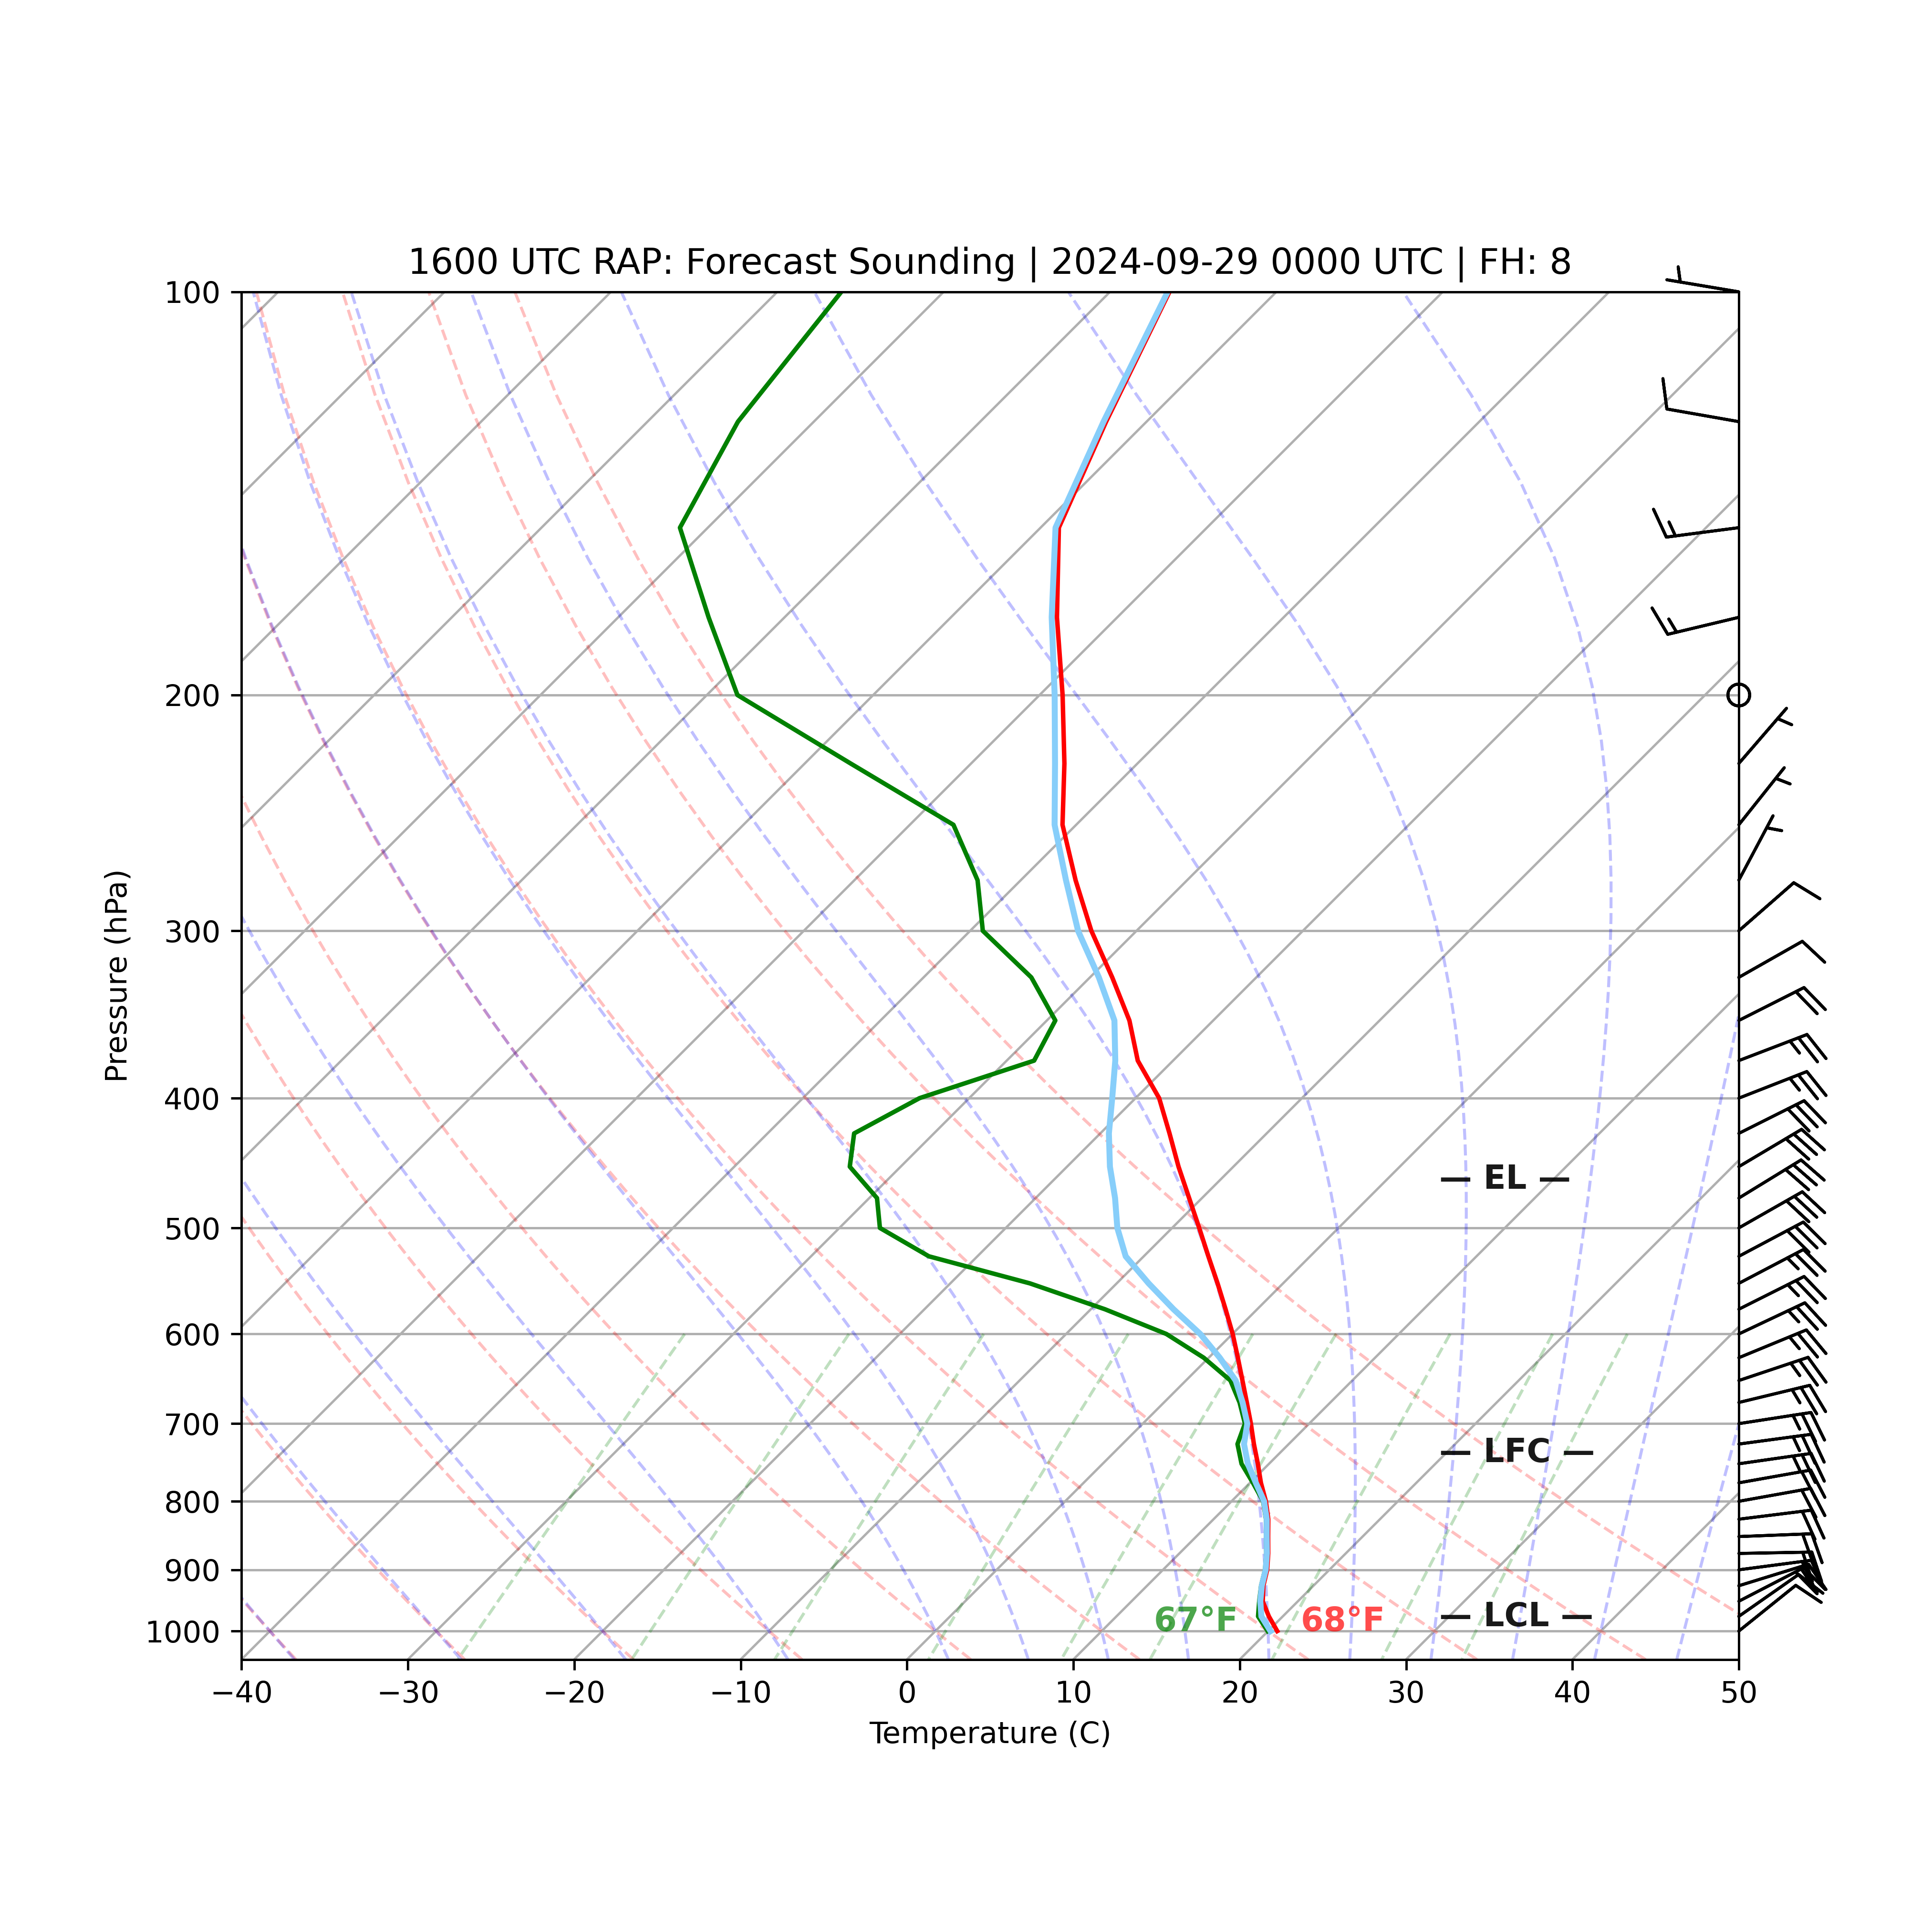 1600 UTC RAP: Forecast Sounding | 2024-09-29 0000 UTC | FH: 8
100
200
300
400
500
600
700
800
900
1000
Pressure (hPa)
— EL —
— LFC —
— LCL —
67°F 68°F
−40 −30 −20 −10 0 10 20 30 40 50
Temperature (C)